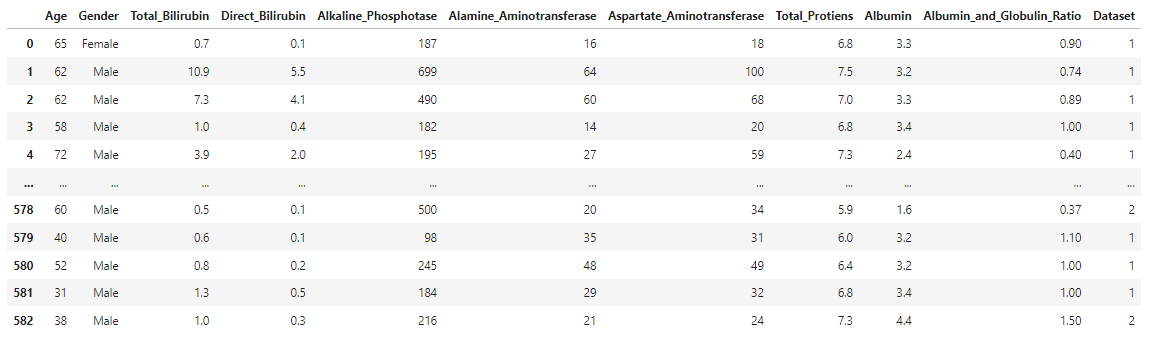 Age Gender Total_Bilirubin Direct_Bilirubin Alkaline_Phosphotase Alamine_Aminotransferase Aspartate_Aminotransferase Total_Protiens Albumin Albumin_and_Globulin_Ratio Dataset
0 65 Female 0.7 0.1 187 16 18 6.8 3.3 0.90 1
1 62 Male 10.9 5.5 699 64 100 7.5 3.2 0.74 1
2 62 Male 7.3 4.1 490 60 68 7.0 3.3 0.89 1
3 58 Male 1.0 0.4 182 14 20 6.8 3.4 1.00 1
4 72 Male 3.9 2.0 195 27 59 7.3 2.4 0.40 1
... ... ... ... ... ... ... ... ... ... ... ...
578 60 Male 0.5 0.1 500 20 34 5.9 1.6 0.37 2
579 40 Male 0.6 0.1 98 35 31 6.0 3.2 1.10 1
580 52 Male 0.8 0.2 245 48 49 6.4 3.2 1.00 1
581 31 Male 1.3 0.5 184 29 32 6.8 3.4 1.00 1
582 38 Male 1.0 0.3 216 21 24 7.3 4.4 1.50 2